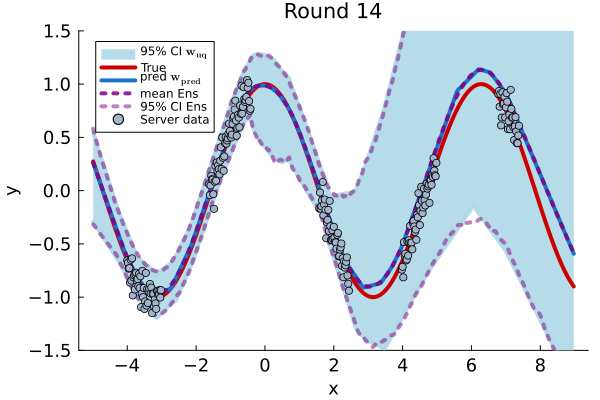 Round 14
95% CI w_uq
True
pred w_pred
mean Ens
95% CI Ens
Server data
1.5
1.0
0.5
0.0
−0.5
−1.0
−1.5
y
−4 −2 0 2 4 6 8
x